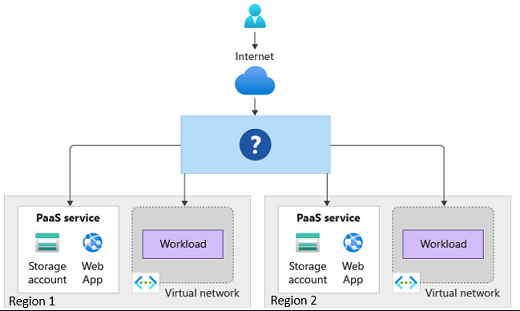 Internet
?
PaaS service
Storage account
Web App
Workload
Virtual network
Region 1
PaaS service
Storage account
Web App
Workload
Virtual network
Region 2